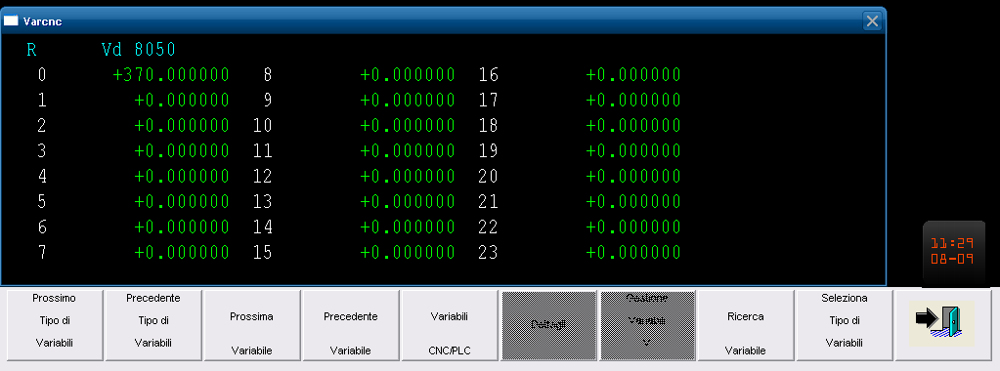 Varcnc
R Vd 8050
0 +370.000000 8 +0.000000 16 +0.000000
1 +0.000000 9 +0.000000 17 +0.000000
2 +0.000000 10 +0.000000 18 +0.000000
3 +0.000000 11 +0.000000 19 +0.000000
4 +0.000000 12 +0.000000 20 +0.000000
5 +0.000000 13 +0.000000 21 +0.000000
6 +0.000000 14 +0.000000 22 +0.000000
7 +0.000000 15 +0.000000 23 +0.000000
11:29
08-09
Prossimo
Tipo di
Variabili
Precedente
Tipo di
Variabili
Prossima
Variabile
Precedente
Variabile
Variabili
CNC/PLC
Dettagli
Gestione
Variabili
Ricerca
Variabile
Seleziona
Tipo di
Variabili